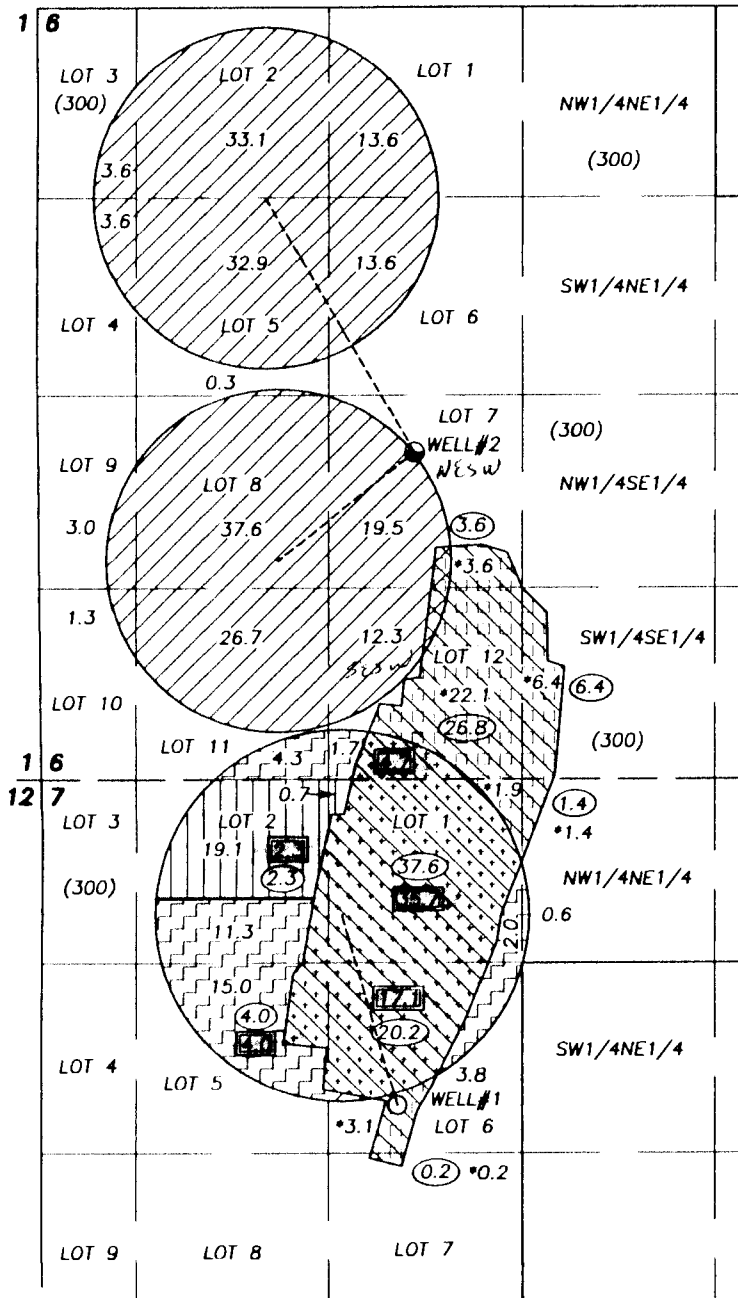 1 6
LOT 3
(300)
LOT 2
LOT 1
NW1/4NE1/4
(300)
33.1
13.6
3.6
3.6
32.9
13.6
SW1/4NE1/4
LOT 4
LOT 5
LOT 6
0.3
LOT 7
WELL#2
NESW
(300)
NW1/4SE1/4
LOT 9
LOT 8
3.0
37.6
19.5
3.6
*3.6
1.3
26.7
12.3
SESW
LOT 12
SW1/4SE1/4
*22.1
26.8
*6.4
6.4
(300)
LOT 10
LOT 11
4.3
1.7
4.7
1 6
12 7
0.7
*1.9
1.4
*1.4
LOT 3
LOT 2
LOT 1
19.1
2.3
2.3
37.6
35.7
(300)
NW1/4NE1/4
2.0
0.6
11.3
15.0
4.0
4.0
17.1
20.2
SW1/4NE1/4
LOT 4
LOT 5
3.8
WELL#1
LOT 6
*3.1
0.2
*0.2
LOT 9
LOT 8
LOT 7